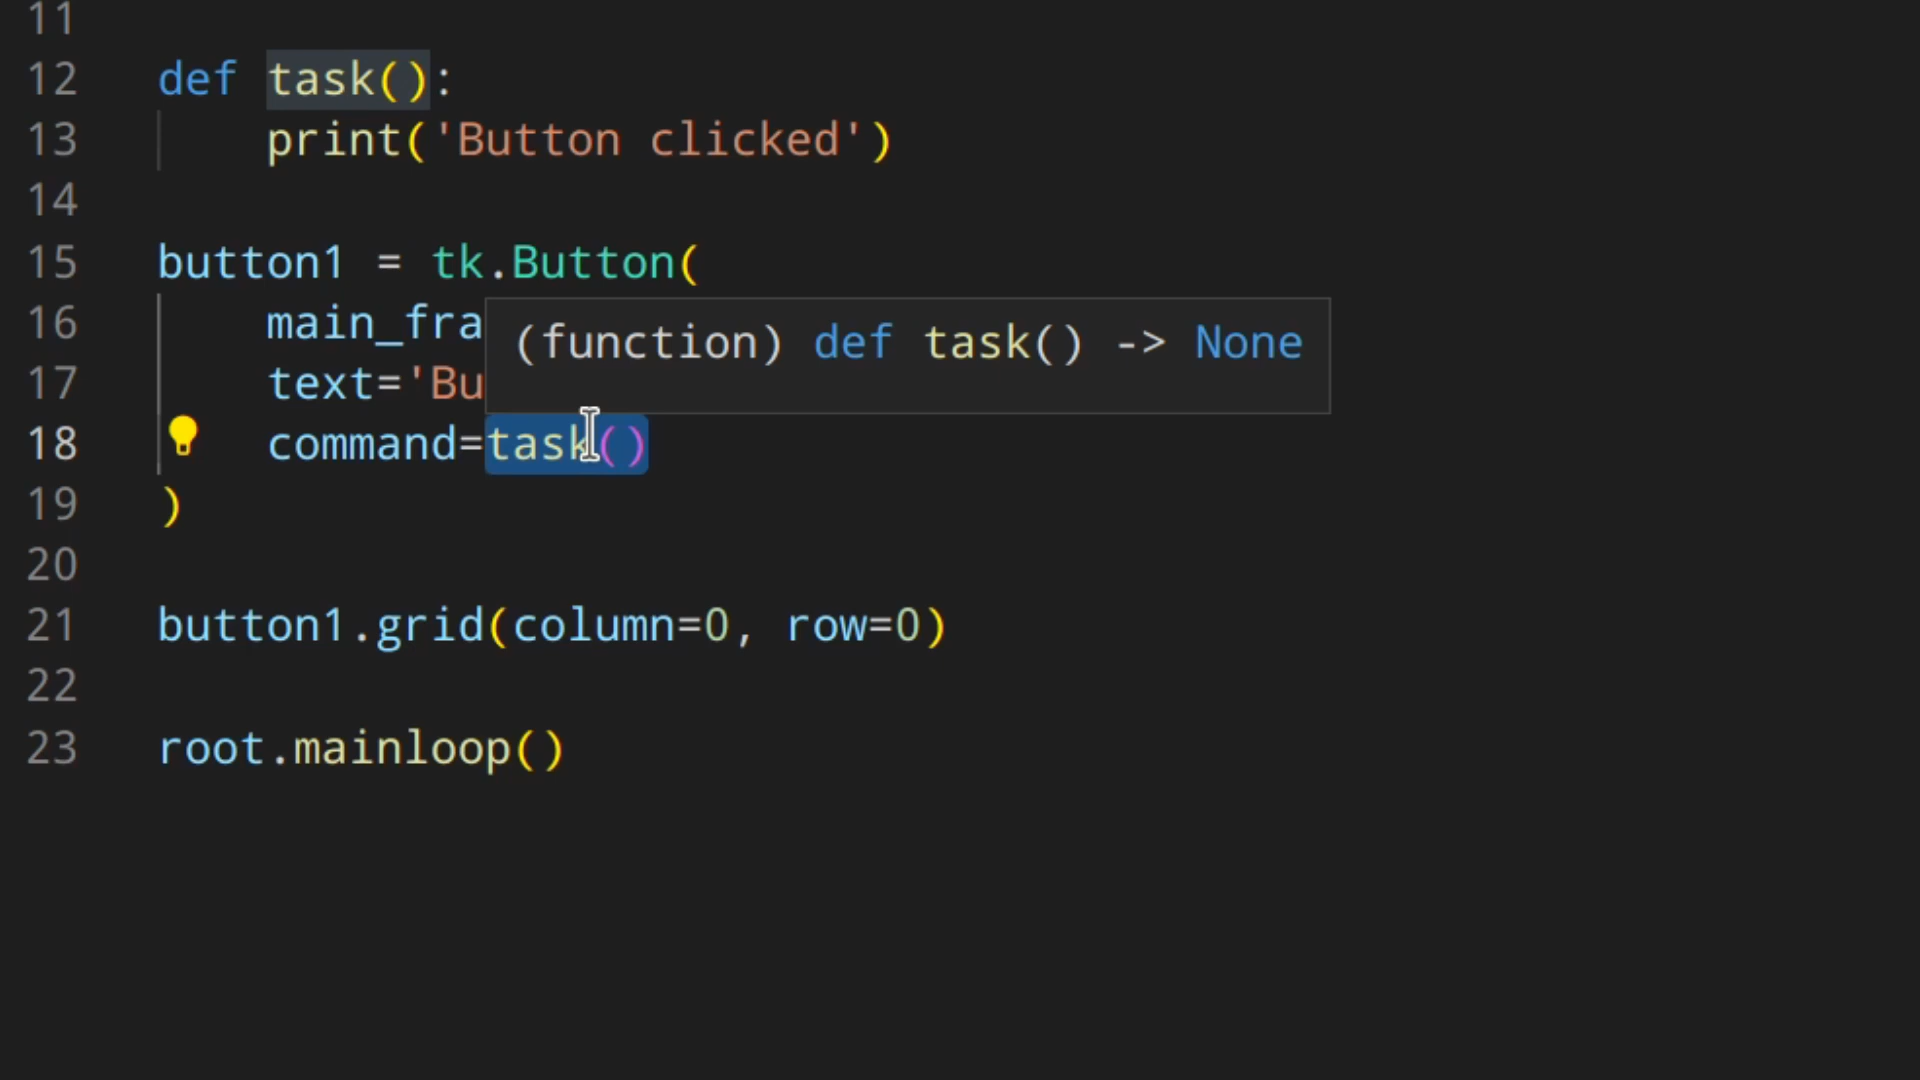 11
12 def task():
13 print('Button clicked')
14
15 button1 = tk.Button(
16 main_fra
(function) def task() -> None
17 text='Bu
18 command=task()
19 )
20
21 button1.grid(column=0, row=0)
22
23 root.mainloop()